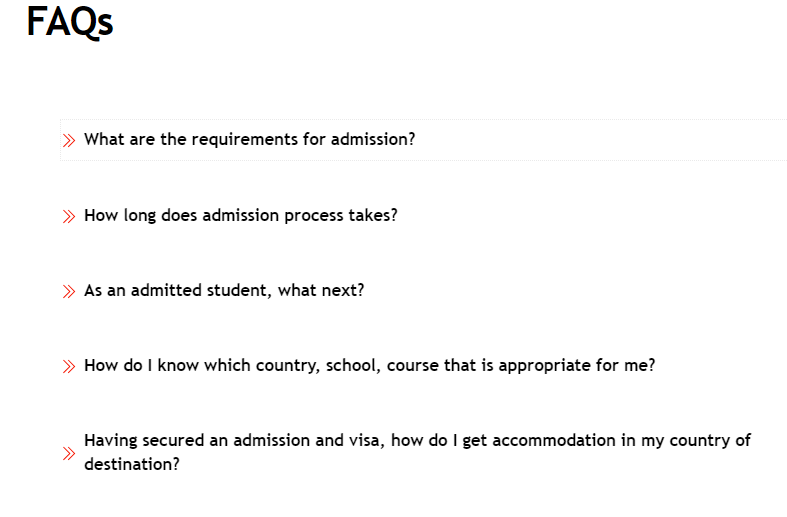 FAQs
What are the requirements for admission?
How long does admission process takes?
As an admitted student, what next?
How do I know which country, school, course that is appropriate for me?
Having secured an admission and visa, how do I get accommodation in my country of
destination?